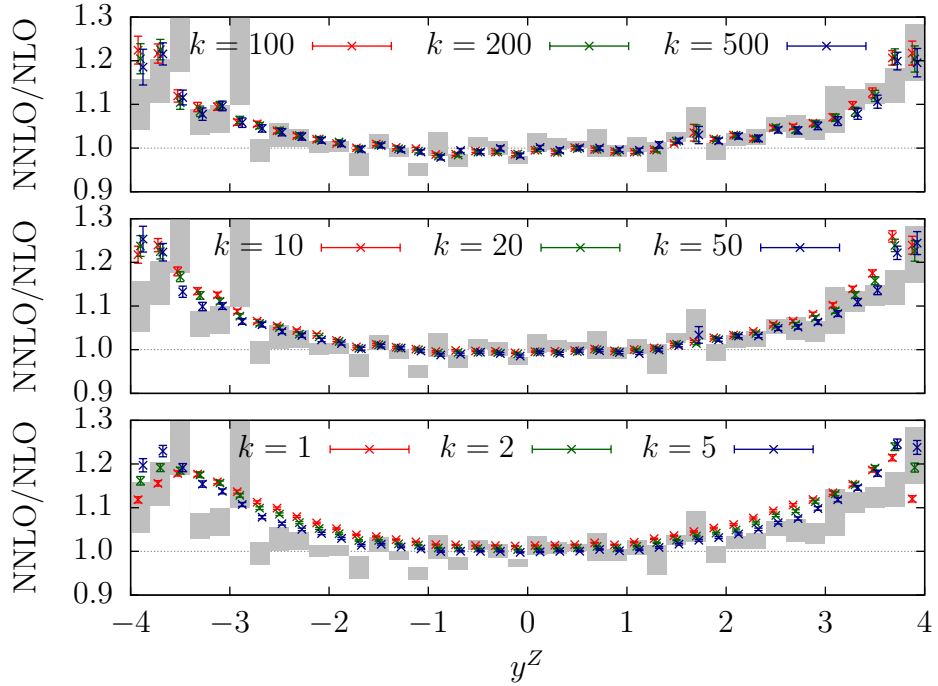 NNLO/NLO
1.3
1.2
1.1
1.0
0.9
k = 100
k = 200
k = 500
NNLO/NLO
1.3
1.2
1.1
1.0
0.9
k = 10
k = 20
k = 50
NNLO/NLO
1.3
1.2
1.1
1.0
0.9
k = 1
k = 2
k = 5
−4 −3 −2 −1 0 1 2 3 4
y^Z